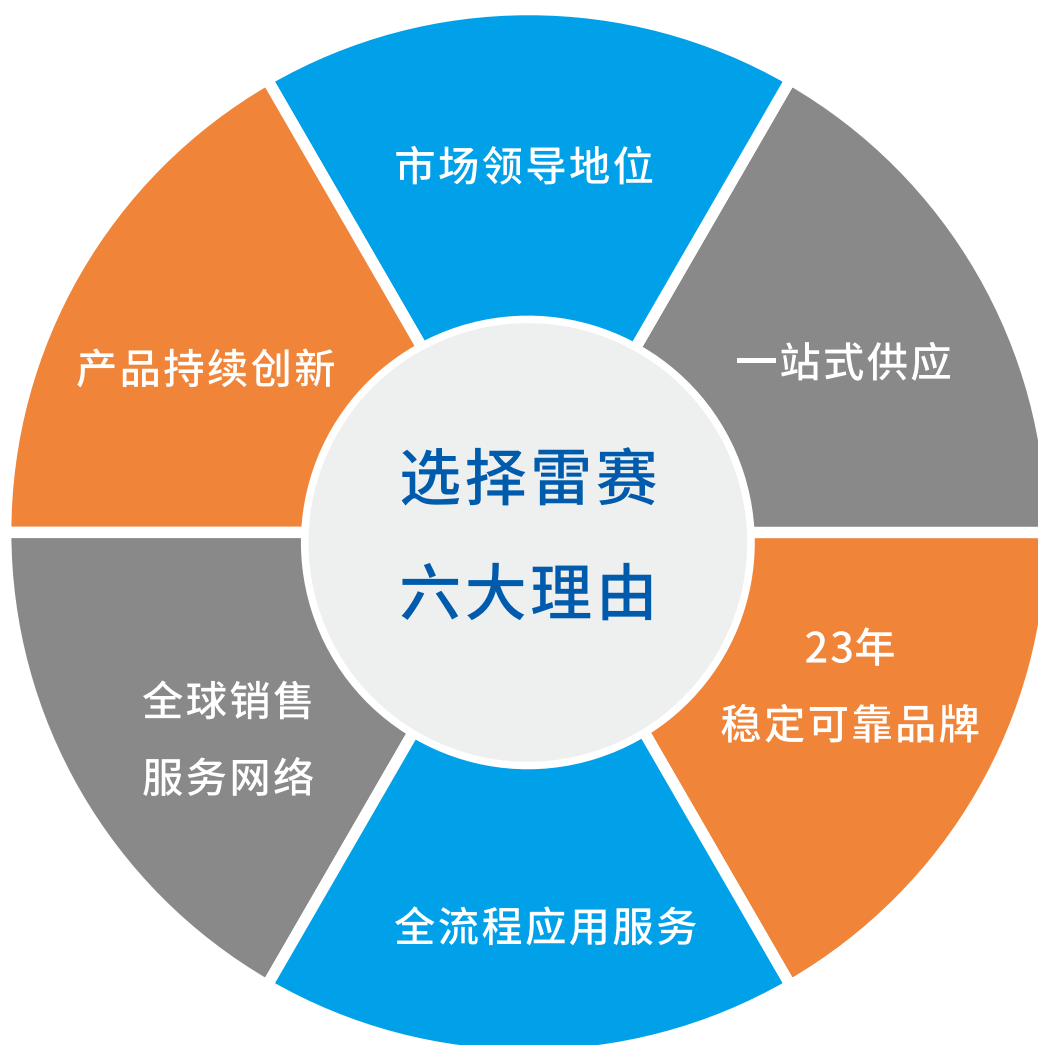 市场领导地位
一站式供应
产品持续创新
选择雷赛
六大理由
23年
稳定可靠品牌
全球销售
服务网络
全流程应用服务